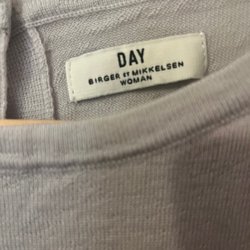 DAY
BIRGER ET MIKKELSEN
WOMAN